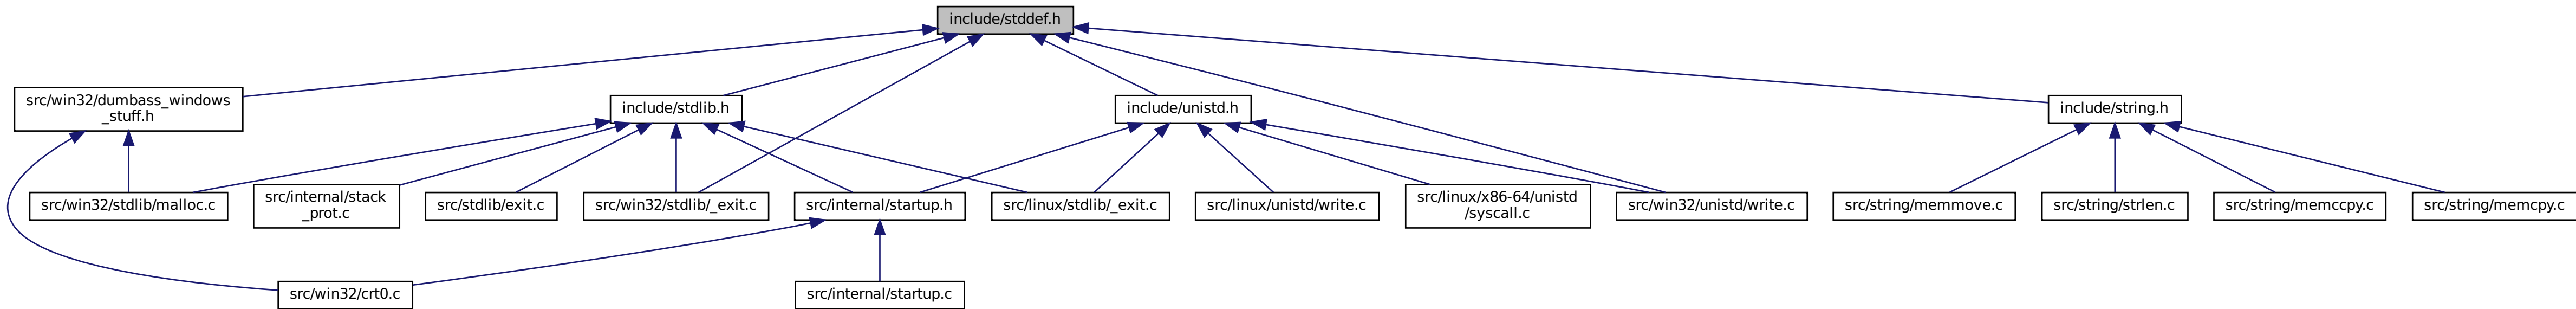 include/stddef.h
src/win32/dumbass_windows
_stuff.h
include/stdlib.h
include/unistd.h
include/string.h
src/win32/stdlib/malloc.c
src/internal/stack
_prot.c
src/stdlib/exit.c
src/win32/stdlib/_exit.c
src/internal/startup.h
src/linux/stdlib/_exit.c
src/linux/unistd/write.c
src/linux/x86-64/unistd
/syscall.c
src/win32/unistd/write.c
src/string/memmove.c
src/string/strlen.c
src/string/memccpy.c
src/string/memcpy.c
src/win32/crt0.c
src/internal/startup.c